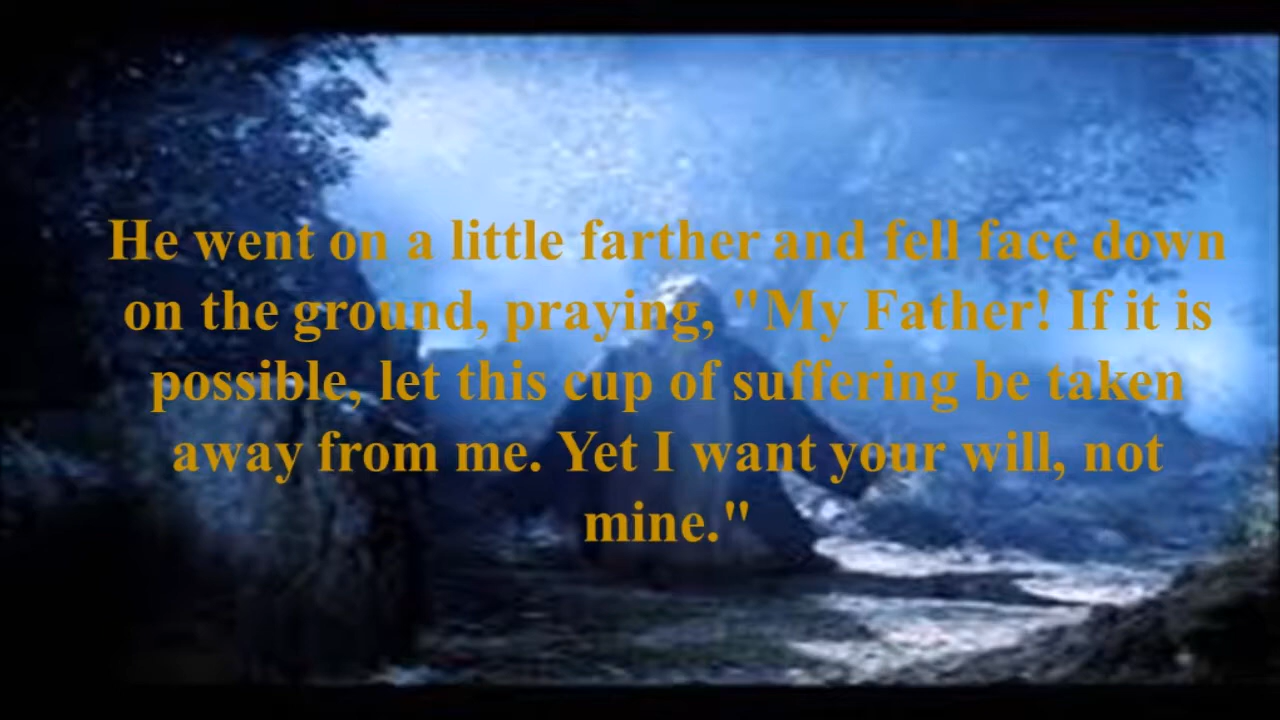 He went on a little farther and fell face down
on the ground, praying, "My Father! If it is
possible, let this cup of suffering be taken
away from me. Yet I want your will, not
mine."